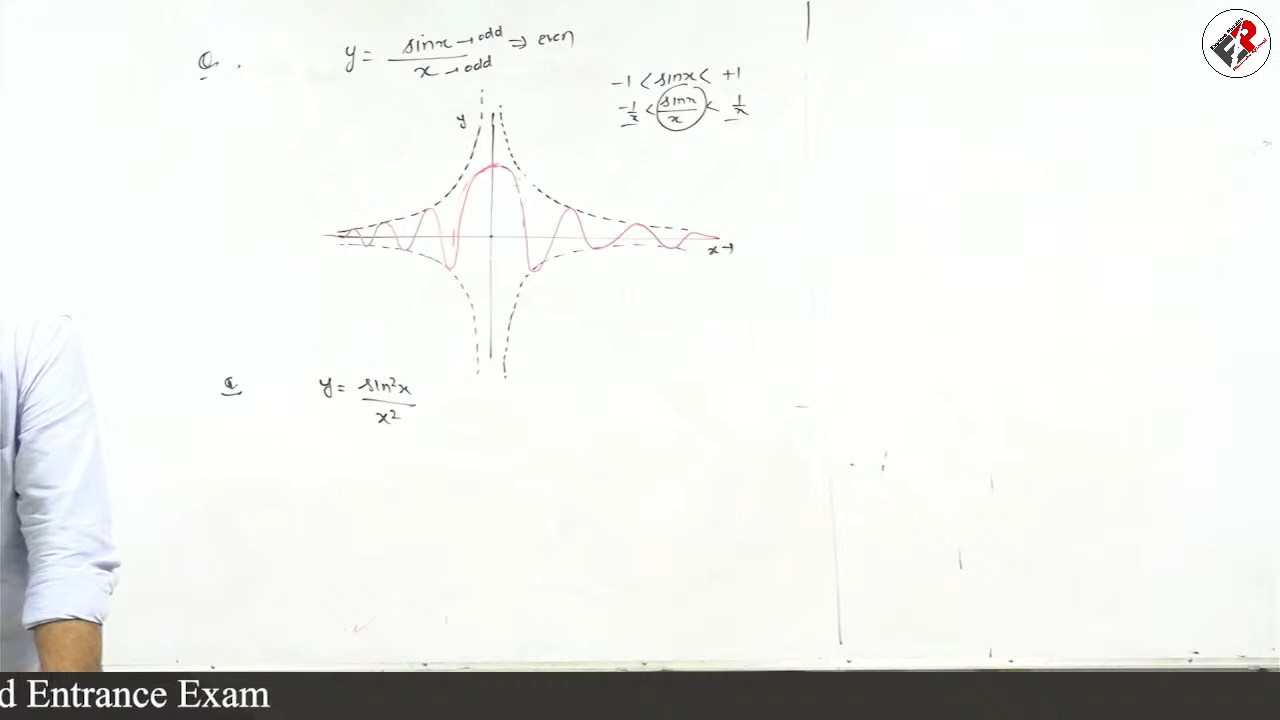 Q. y = sinx → odd ⇒ even
x → odd
-1 < sinx < +1
-1/x < sinx/x < 1/x
y
x →
Q y = sin²x
x²
d Entrance Exam